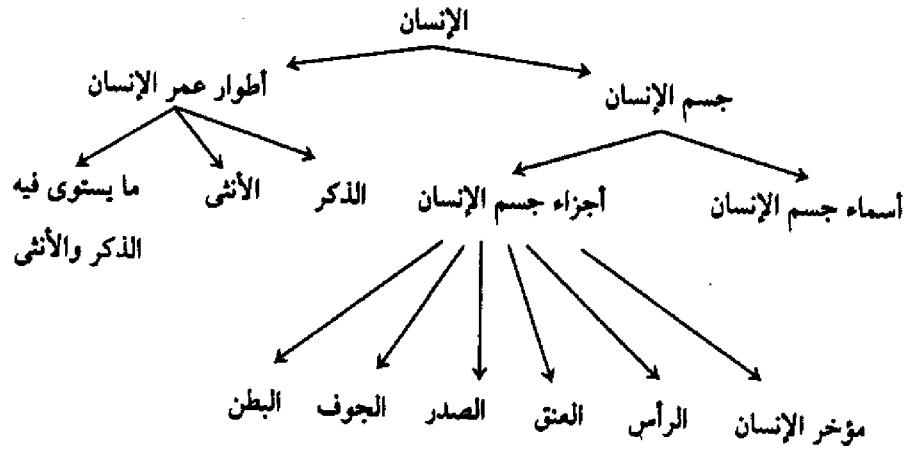 الإنسان
جسم الإنسان
أطوار عمر الإنسان
أسماء جسم الإنسان
أجزاء جسم الإنسان
الذكر
الأنثى
ما يستوى فيه
الذكر والأنثى
مؤخر الإنسان
الرأس
العنق
الصدر
الجوف
البطن